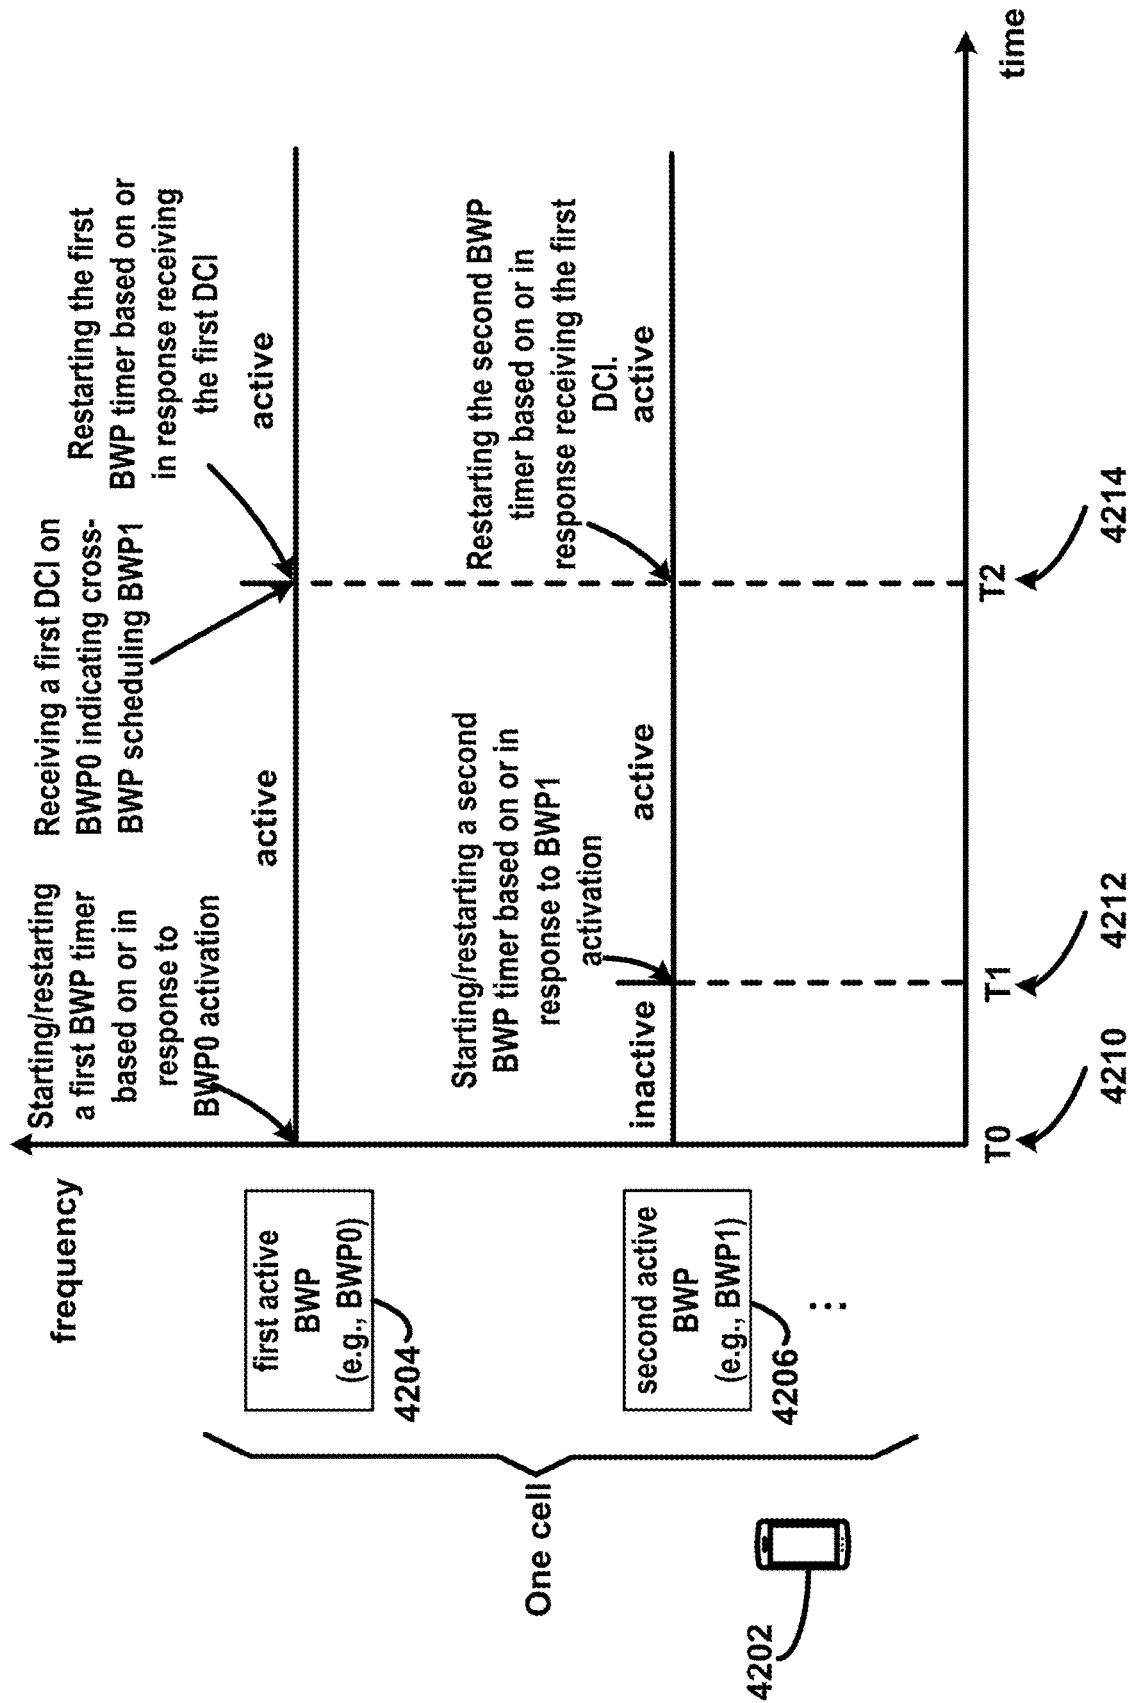 frequency
Starting/restarting
a first BWP timer
based on or in
response to
BWP0 activation
Receiving a first DCI on
BWP0 indicating cross-
BWP scheduling BWP1
Restarting the first
BWP timer based on or
in response receiving
the first DCI
first active
BWP
(e.g., BWP0)
4204
active
active
One cell
Starting/restarting a second
BWP timer based on or in
response to BWP1
activation
Restarting the second BWP
timer based on or in
response receiving the first
DCI.
second active
BWP
(e.g., BWP1)
4206
inactive
active
active
...
4202
T0
T1
T2
time
4210
4212
4214